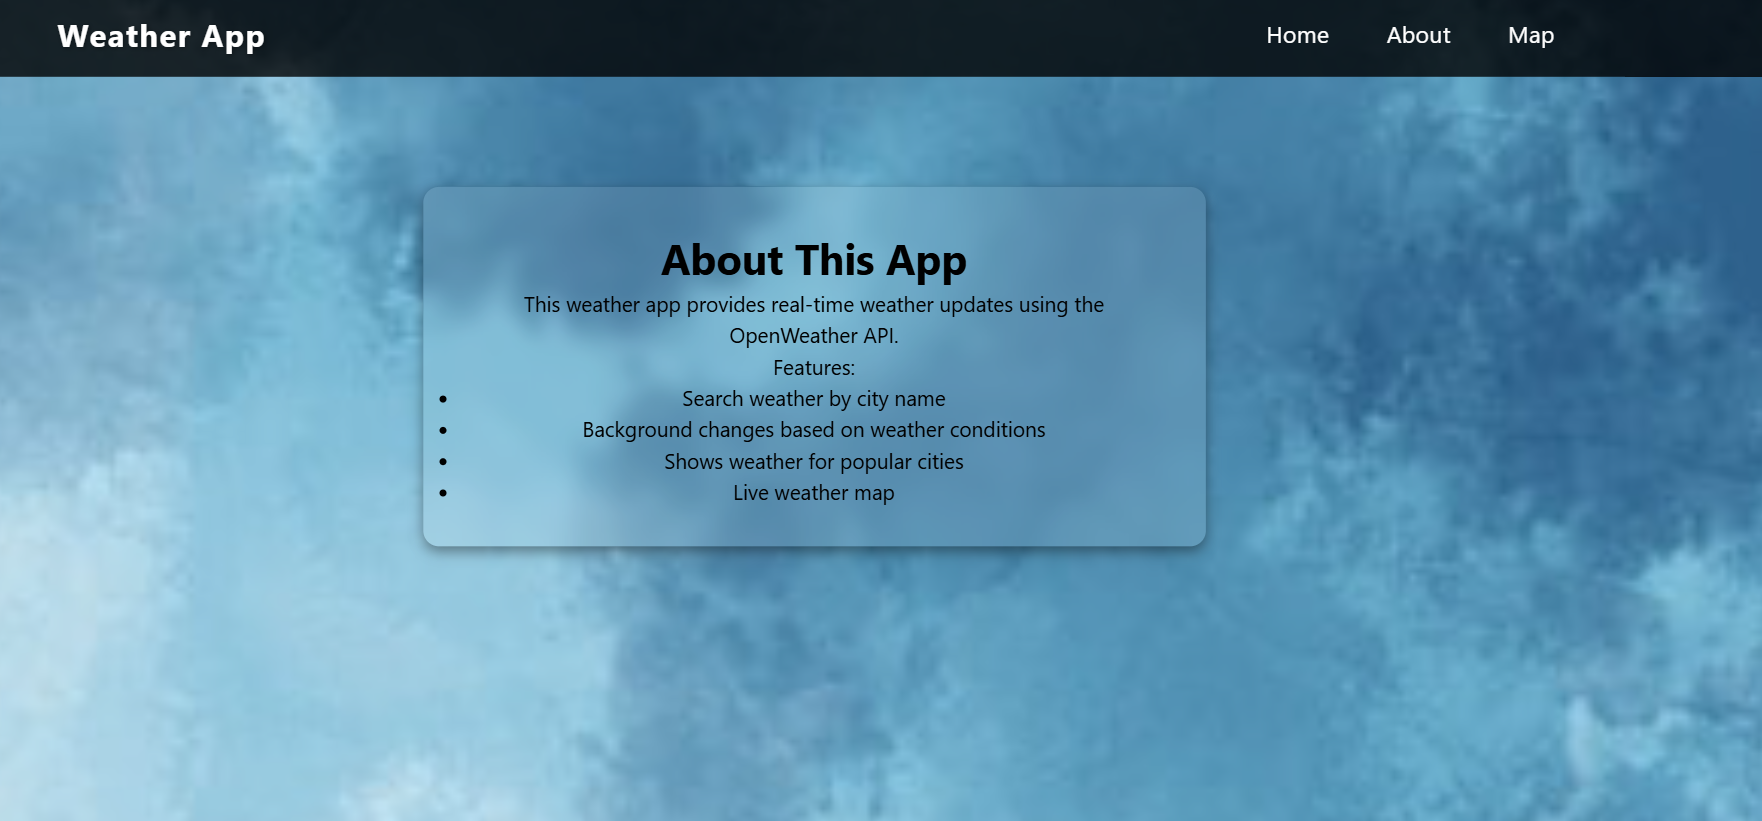 Weather App
Home
About
Map
About This App
This weather app provides real-time weather updates using the
OpenWeather API.
Features:
• Search weather by city name
• Background changes based on weather conditions
• Shows weather for popular cities
• Live weather map